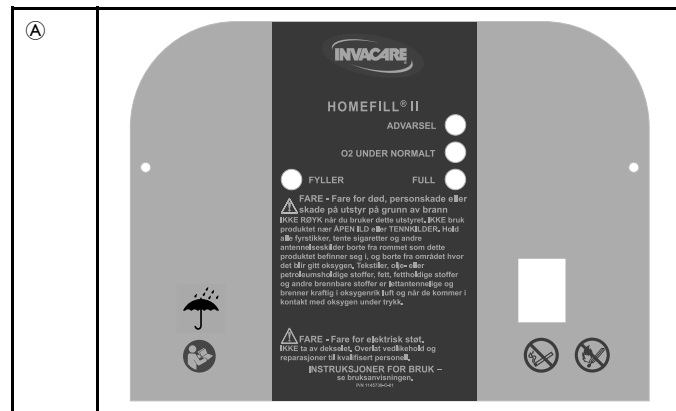 Ⓐ
INVACARE
HOMEFILL® II
ADVARSEL
O2 UNDER NORMALT
FYLLER FULL
FARE - Fare for død, personskade eller
skade på utstyr på grunn av brann
IKKE RØYK når du bruker dette utstyret. IKKE bruk
produktet nær ÅPEN ILD eller TENNKILDER. Hold
alle fyrstikker, tente sigaretter og andre
antennelseskilder borte fra rommet som dette
produktet befinner seg i, og borte fra området hvor
det blir gitt oksygen. Tekstiler, olje- eller
petroleumsholdige stoffer, fett, fettholdige stoffer
og andre brennbare stoffer er lettantennelige og
brenner kraftig i oksygenrik luft og når de kommer i
kontakt med oksygen under trykk.
FARE - Fare for elektrisk støt.
IKKE ta av dekselet. Overlat vedlikehold og
reparasjoner til kvalifisert personell.
INSTRUKSJONER FOR BRUK –
se bruksanvisningen.